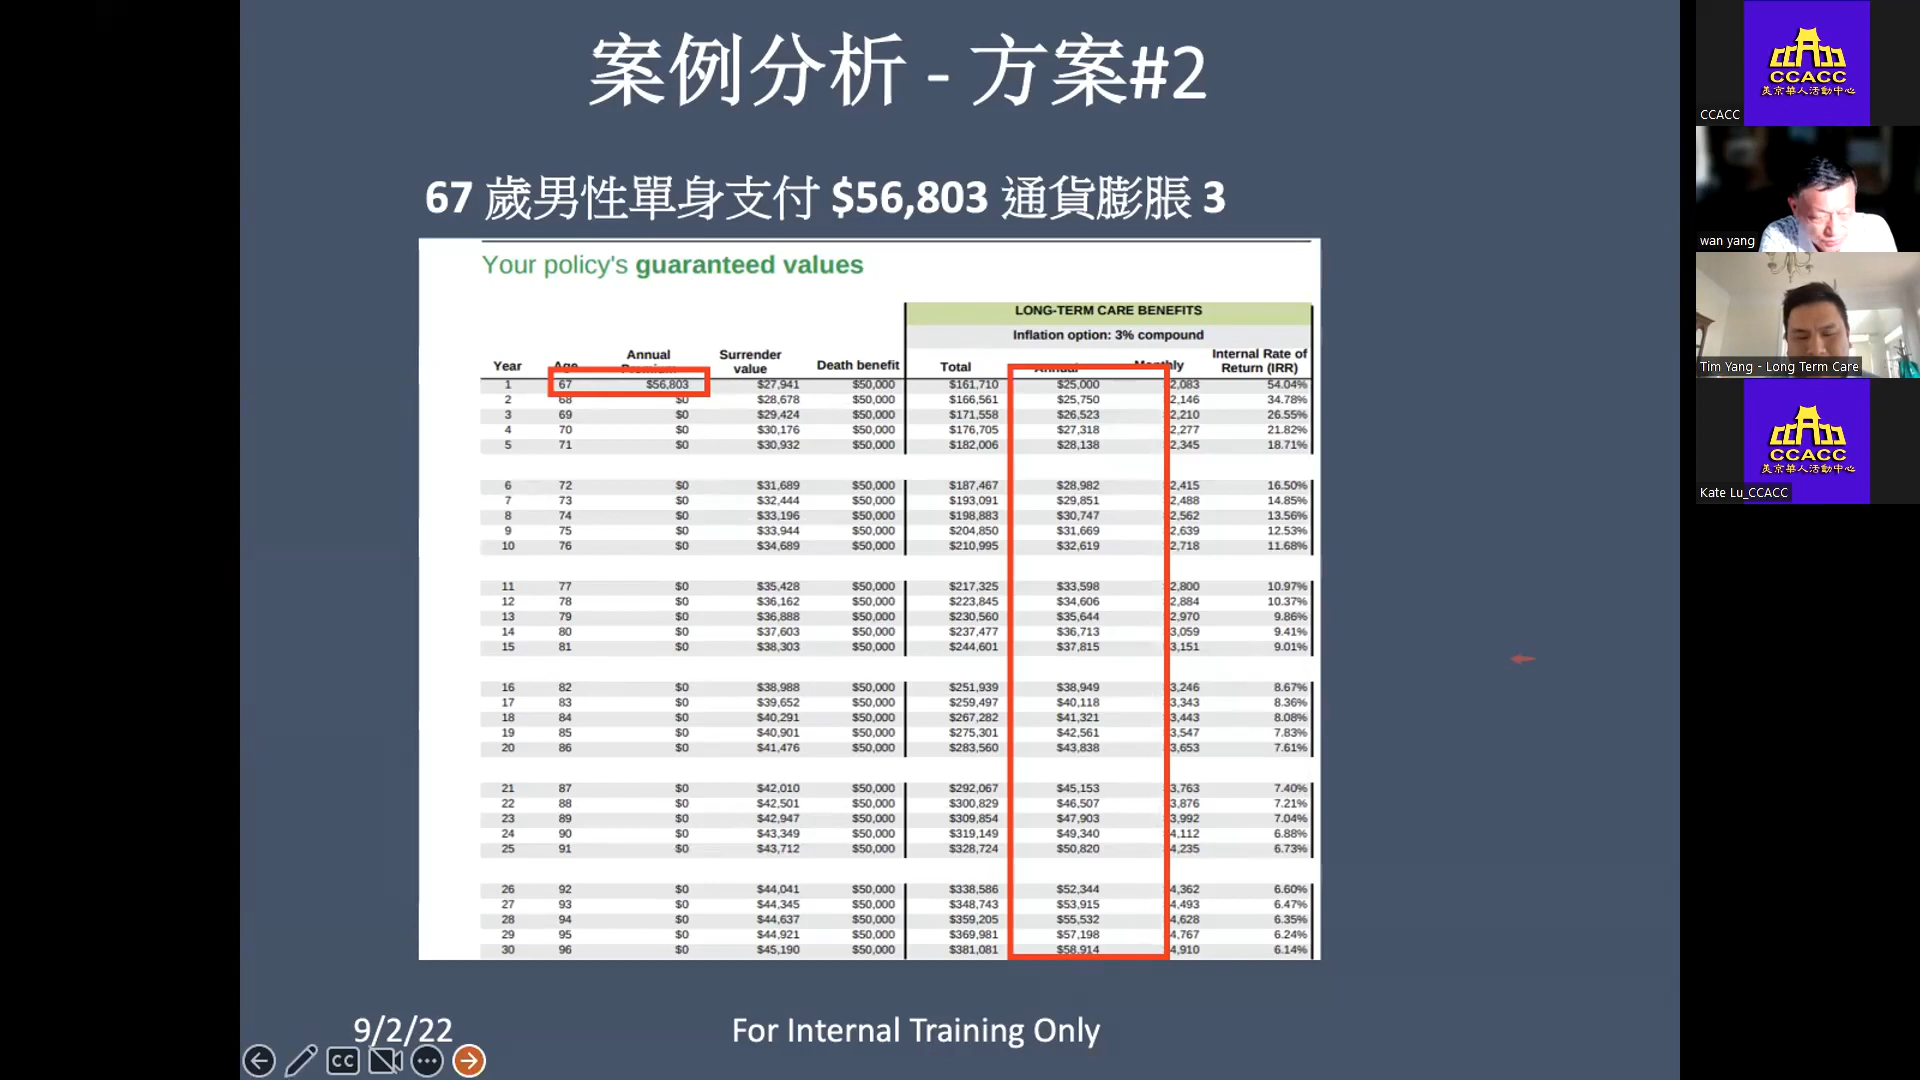 案例分析 - 方案#2
67 歲男性單身支付 $56,803 通貨膨脹 3
Your policy's guaranteed values
LONG-TERM CARE BENEFITS
Inflation option: 3% compound
Year Age Annual Premium Surrender value Death benefit Total Annual Monthly Internal Rate of Return (IRR)
1 67 $56,803 $27,941 $50,000 $161,710 $25,000 2,083 54.04%
2 68 $0 $28,678 $50,000 $166,561 $25,750 2,146 34.78%
3 69 $0 $29,424 $50,000 $171,558 $26,523 2,210 26.55%
4 70 $0 $30,176 $50,000 $176,705 $27,318 2,277 21.82%
5 71 $0 $30,932 $50,000 $182,006 $28,138 2,345 18.71%
6 72 $0 $31,689 $50,000 $187,467 $28,982 2,415 16.50%
7 73 $0 $32,444 $50,000 $193,091 $29,851 2,488 14.85%
8 74 $0 $33,196 $50,000 $198,883 $30,747 2,562 13.56%
9 75 $0 $33,944 $50,000 $204,850 $31,669 2,639 12.53%
10 76 $0 $34,689 $50,000 $210,995 $32,619 2,718 11.68%
11 77 $0 $35,428 $50,000 $217,325 $33,598 2,800 10.97%
12 78 $0 $36,162 $50,000 $223,845 $34,606 2,884 10.37%
13 79 $0 $36,888 $50,000 $230,560 $35,644 2,970 9.86%
14 80 $0 $37,603 $50,000 $237,477 $36,713 3,059 9.41%
15 81 $0 $38,303 $50,000 $244,601 $37,815 3,151 9.01%
16 82 $0 $38,988 $50,000 $251,939 $38,949 3,246 8.67%
17 83 $0 $39,652 $50,000 $259,497 $40,118 3,343 8.36%
18 84 $0 $40,291 $50,000 $267,282 $41,321 3,443 8.08%
19 85 $0 $40,901 $50,000 $275,301 $42,561 3,547 7.83%
20 86 $0 $41,476 $50,000 $283,560 $43,838 3,653 7.61%
21 87 $0 $42,010 $50,000 $292,067 $45,153 3,763 7.40%
22 88 $0 $42,501 $50,000 $300,829 $46,507 3,876 7.21%
23 89 $0 $42,947 $50,000 $309,854 $47,903 3,992 7.04%
24 90 $0 $43,349 $50,000 $319,149 $49,340 4,112 6.88%
25 91 $0 $43,712 $50,000 $328,724 $50,820 4,235 6.73%
26 92 $0 $44,041 $50,000 $338,586 $52,344 4,362 6.60%
27 93 $0 $44,345 $50,000 $348,743 $53,915 4,493 6.47%
28 94 $0 $44,637 $50,000 $359,205 $55,532 4,628 6.35%
29 95 $0 $44,921 $50,000 $369,981 $57,198 4,767 6.24%
30 96 $0 $45,190 $50,000 $381,081 $58,914 4,910 6.14%
9/2/22
For Internal Training Only
CC
CCACC
美京華人活動中心
CCACC
wan yang
Tim Yang - Long Term Care
CCACC
美京華人活動中心
Kate Lu_CCACC